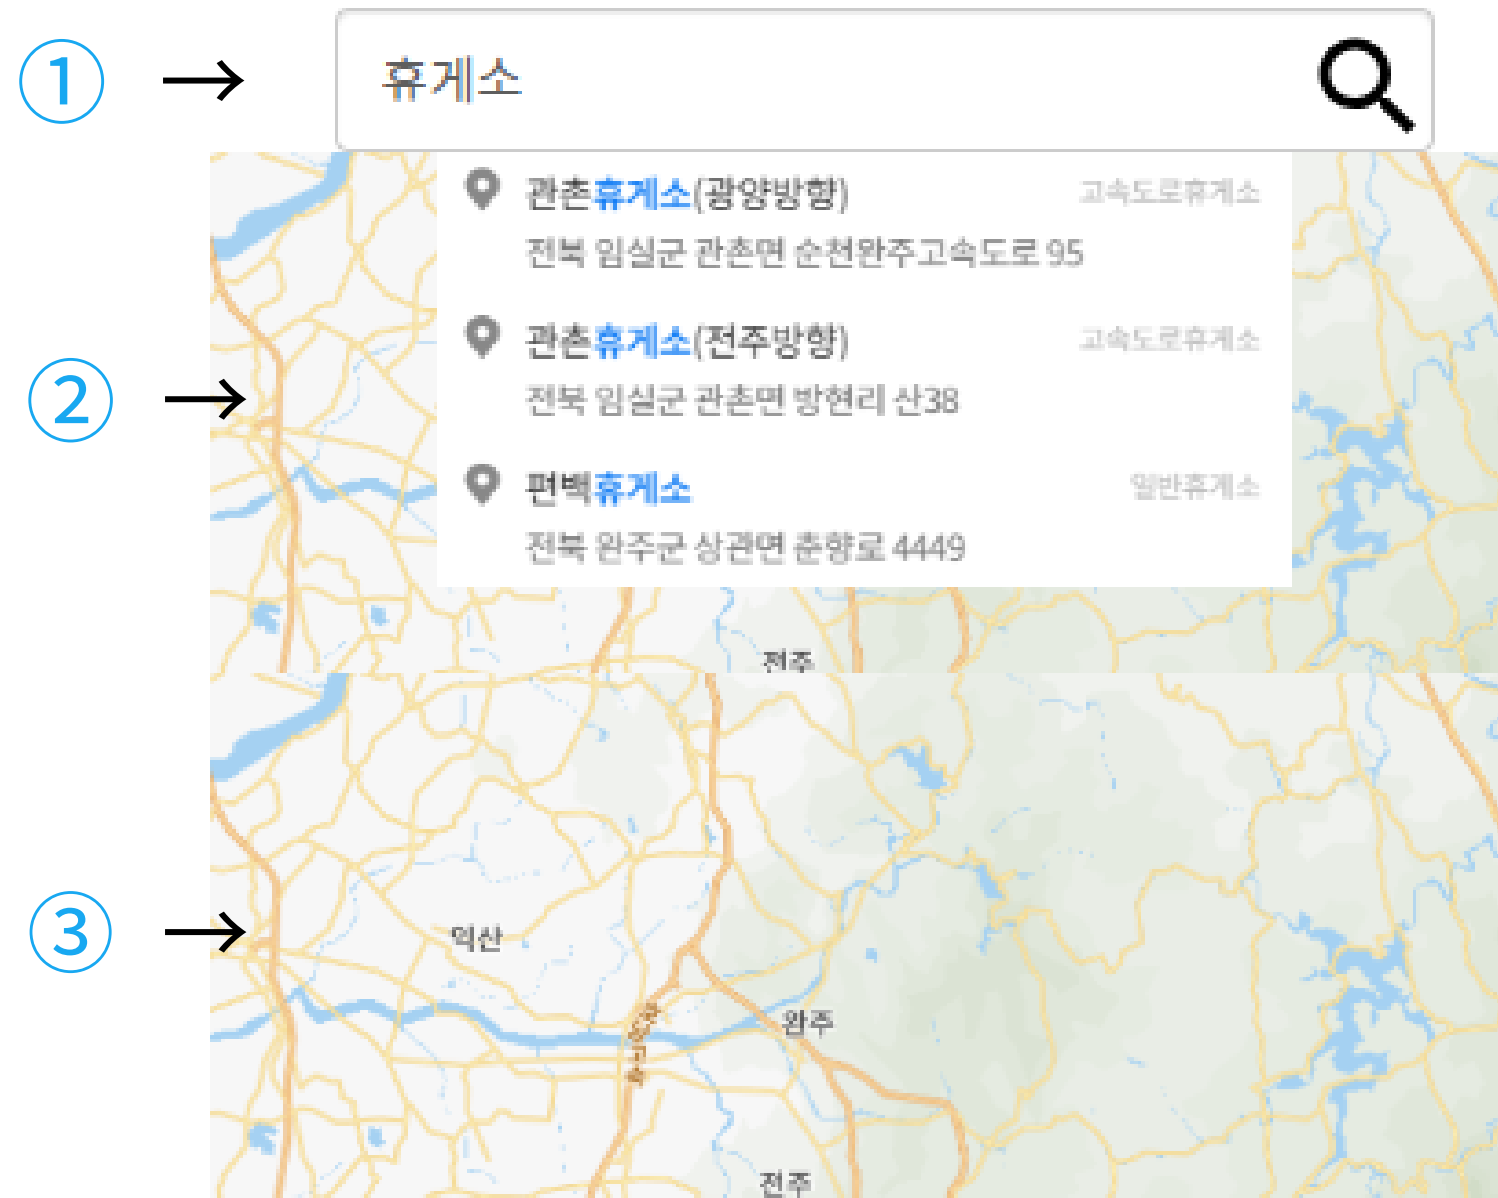 ①
휴게소
관촌휴게소(광양방향) 고속도로휴게소
전북 임실군 관촌면 순천완주고속도로 95
②
관촌휴게소(전주방향) 고속도로휴게소
전북 임실군 관촌면 방현리 산38
편백휴게소 일반휴게소
전북 완주군 상관면 춘향로 4449
전주
③
익산
완주
전주